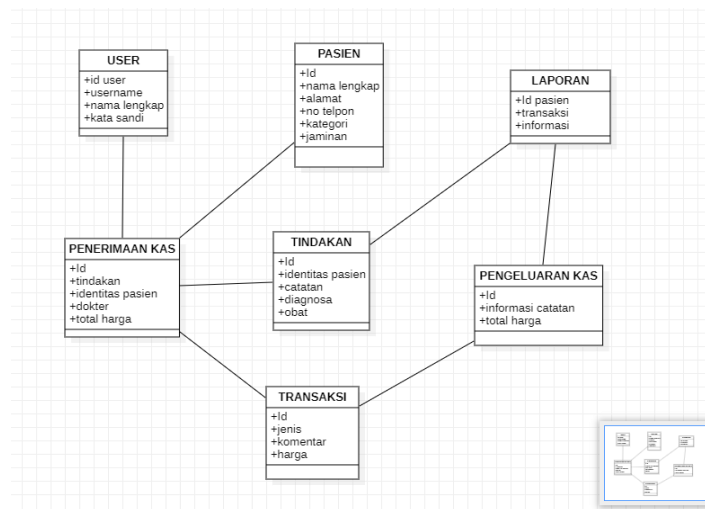 USER
+id user
+username
+nama lengkap
+kata sandi
PASIEN
+Id
+nama lengkap
+alamat
+no telpon
+kategori
+jaminan
LAPORAN
+Id pasien
+transaksi
+informasi
PENERIMAAN KAS
+Id
+tindakan
+identitas pasien
+dokter
+total harga
TINDAKAN
+Id
+identitas pasien
+catatan
+diagnosa
+obat
PENGELUARAN KAS
+Id
+informasi catatan
+total harga
TRANSAKSI
+Id
+jenis
+komentar
+harga